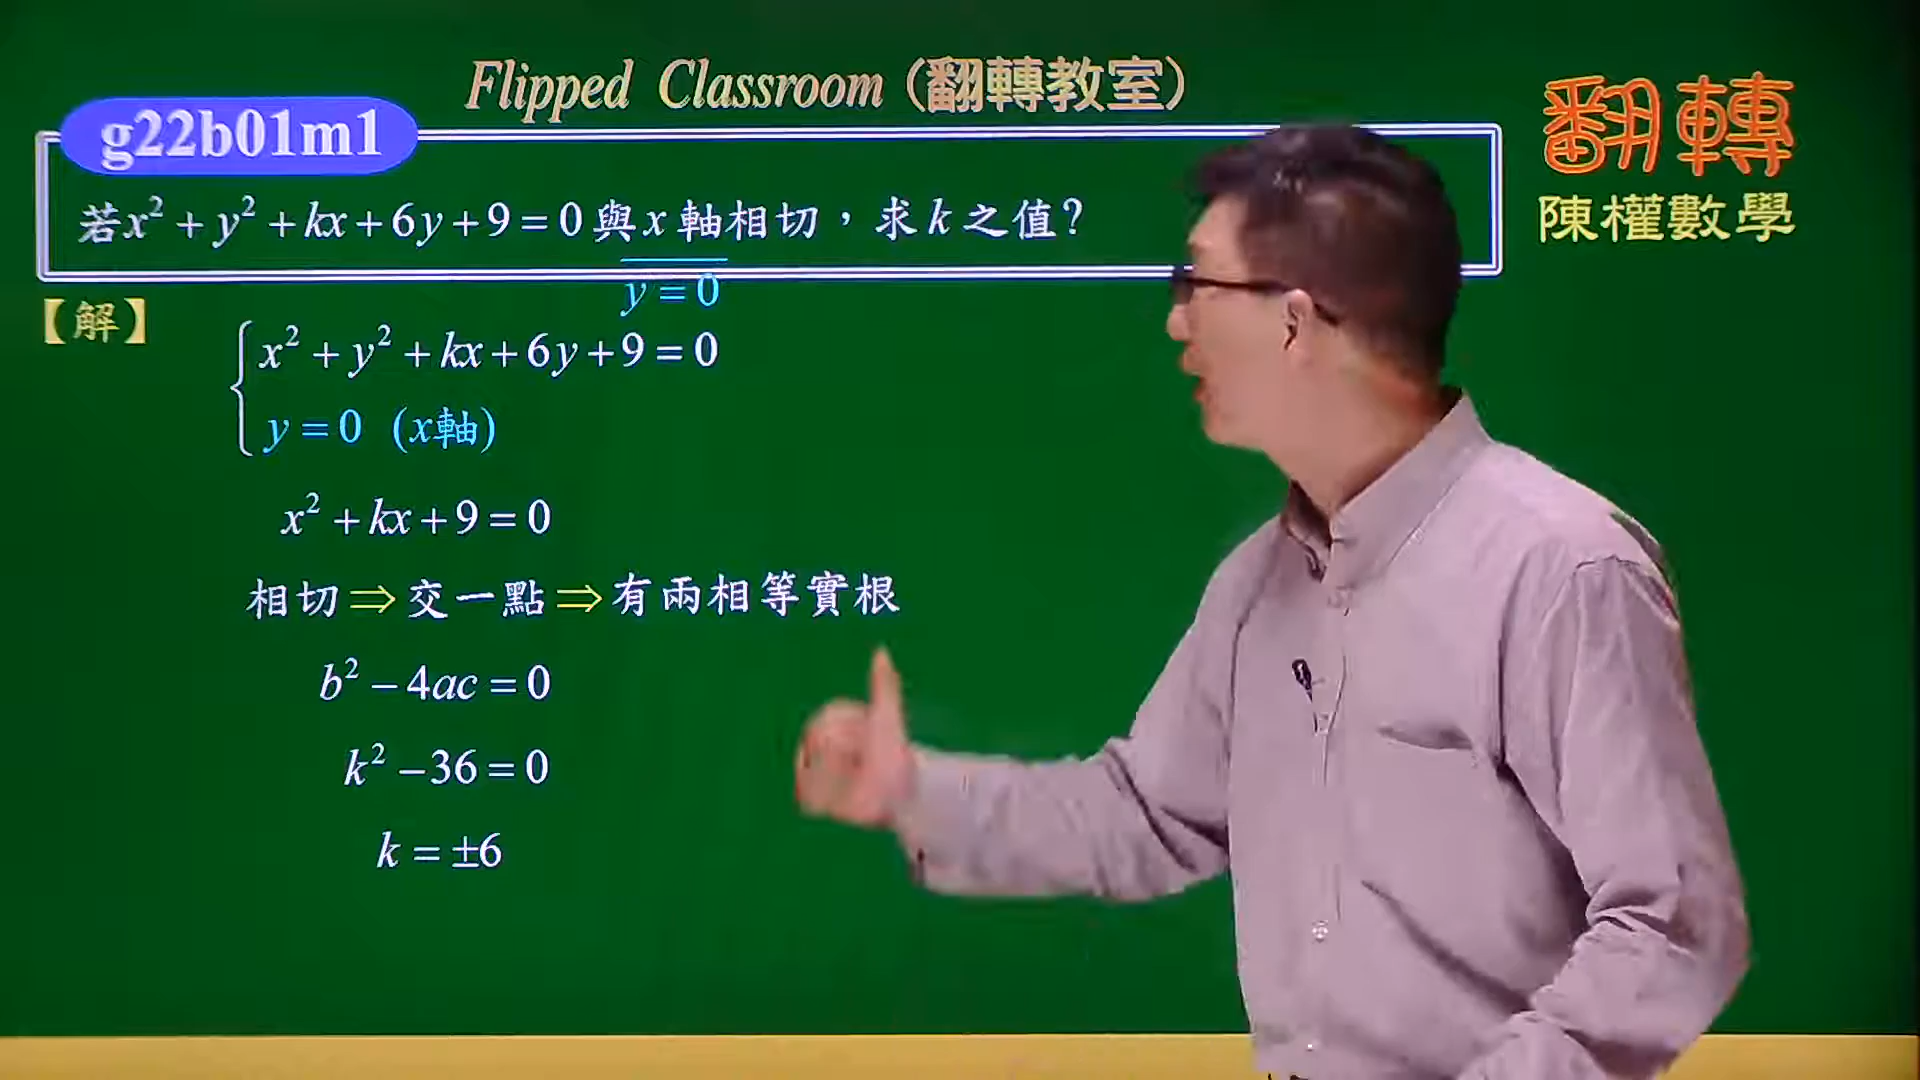 Flipped Classroom (翻轉教室)
翻轉
陳權數學
g22b01m1
若x²+y²+kx+6y+9=0與x軸相切，求k之值?
y=0
【解】
x²+y²+kx+6y+9=0
y=0 (x軸)
x²+kx+9=0
相切⇒交一點⇒有兩相等實根
b²−4ac=0
k²−36=0
k=±6